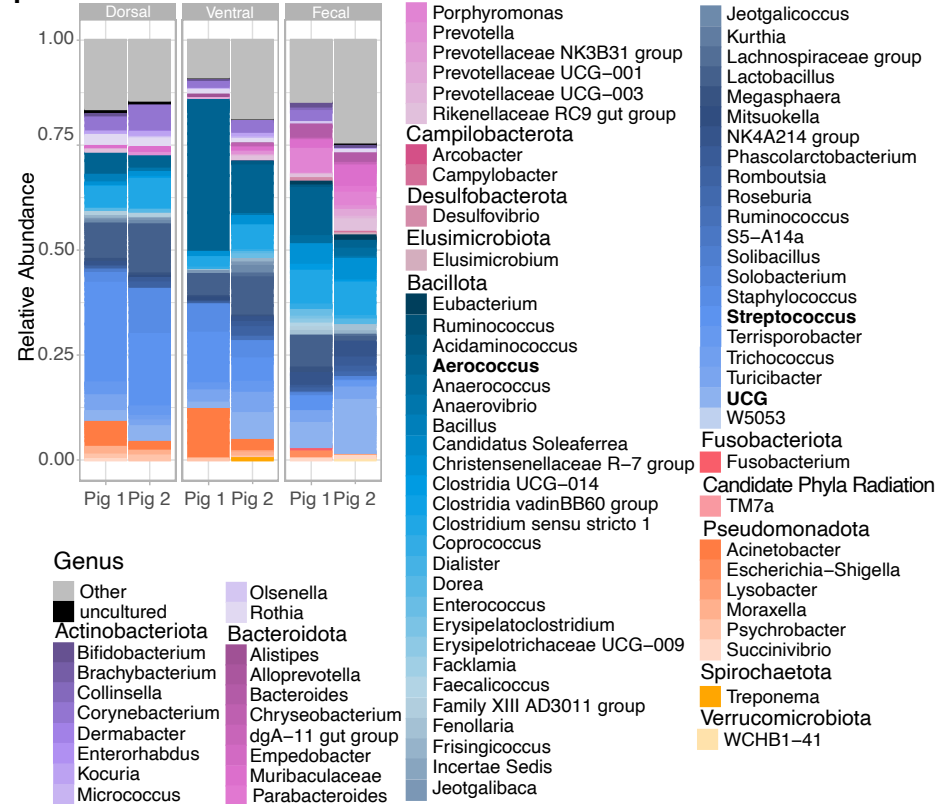 Dorsal
Ventral
Fecal
1.00
0.75
0.50
0.25
0.00
Relative Abundance
Pig 1 Pig 2
Pig 1 Pig 2
Pig 1 Pig 2
Genus
Other
uncultured
Actinobacteriota
Bifidobacterium
Brachybacterium
Collinsella
Corynebacterium
Dermabacter
Enterorhabdus
Kocuria
Micrococcus
Olsenella
Rothia
Bacteroidota
Alistipes
Alloprevotella
Bacteroides
Chryseobacterium
dgA−11 gut group
Empedobacter
Muribaculaceae
Parabacteroides
Porphyromonas
Prevotella
Prevotellaceae NK3B31 group
Prevotellaceae UCG−001
Prevotellaceae UCG−003
Rikenellaceae RC9 gut group
Campilobacterota
Arcobacter
Campylobacter
Desulfobacterota
Desulfovibrio
Elusimicrobiota
Elusimicrobium
Bacillota
Eubacterium
Ruminococcus
Acidaminococcus
Aerococcus
Anaerococcus
Anaerovibrio
Bacillus
Candidatus Soleaferrea
Christensenellaceae R−7 group
Clostridia UCG−014
Clostridia vadinBB60 group
Clostridium sensu stricto 1
Coprococcus
Dialister
Dorea
Enterococcus
Erysipelatoclostridium
Erysipelotrichaceae UCG−009
Facklamia
Faecalicoccus
Family XIII AD3011 group
Fenollaria
Frisingicoccus
Incertae Sedis
Jeotgalibaca
Jeotgalicoccus
Kurthia
Lachnospiraceae group
Lactobacillus
Megasphaera
Mitsuokella
NK4A214 group
Phascolarctobacterium
Romboutsia
Roseburia
Ruminococcus
S5−A14a
Solibacillus
Solobacterium
Staphylococcus
Streptococcus
Terrisporobacter
Trichococcus
Turicibacter
UCG
W5053
Fusobacteriota
Fusobacterium
Candidate Phyla Radiation
TM7a
Pseudomonadota
Acinetobacter
Escherichia−Shigella
Lysobacter
Moraxella
Psychrobacter
Succinivibrio
Spirochaetota
Treponema
Verrucomicrobiota
WCHB1−41